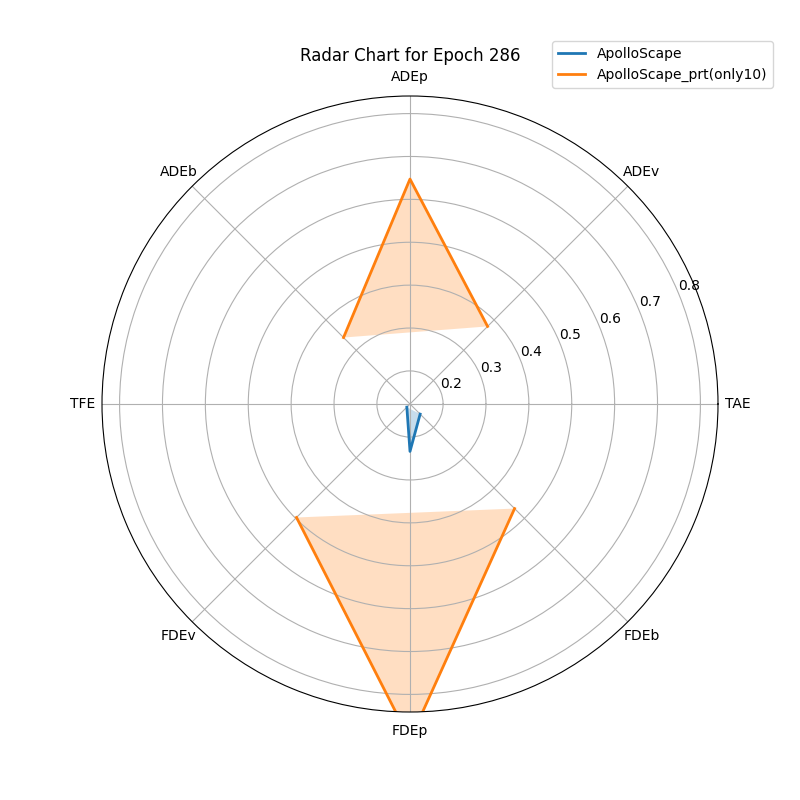 Radar Chart for Epoch 286
ApolloScape
ApolloScape_prt(only10)
ADEp
ADEb
ADEv
0.8
0.7
0.6
0.5
0.4
0.3
0.2
TFE
TAE
FDEv
FDEb
FDEp